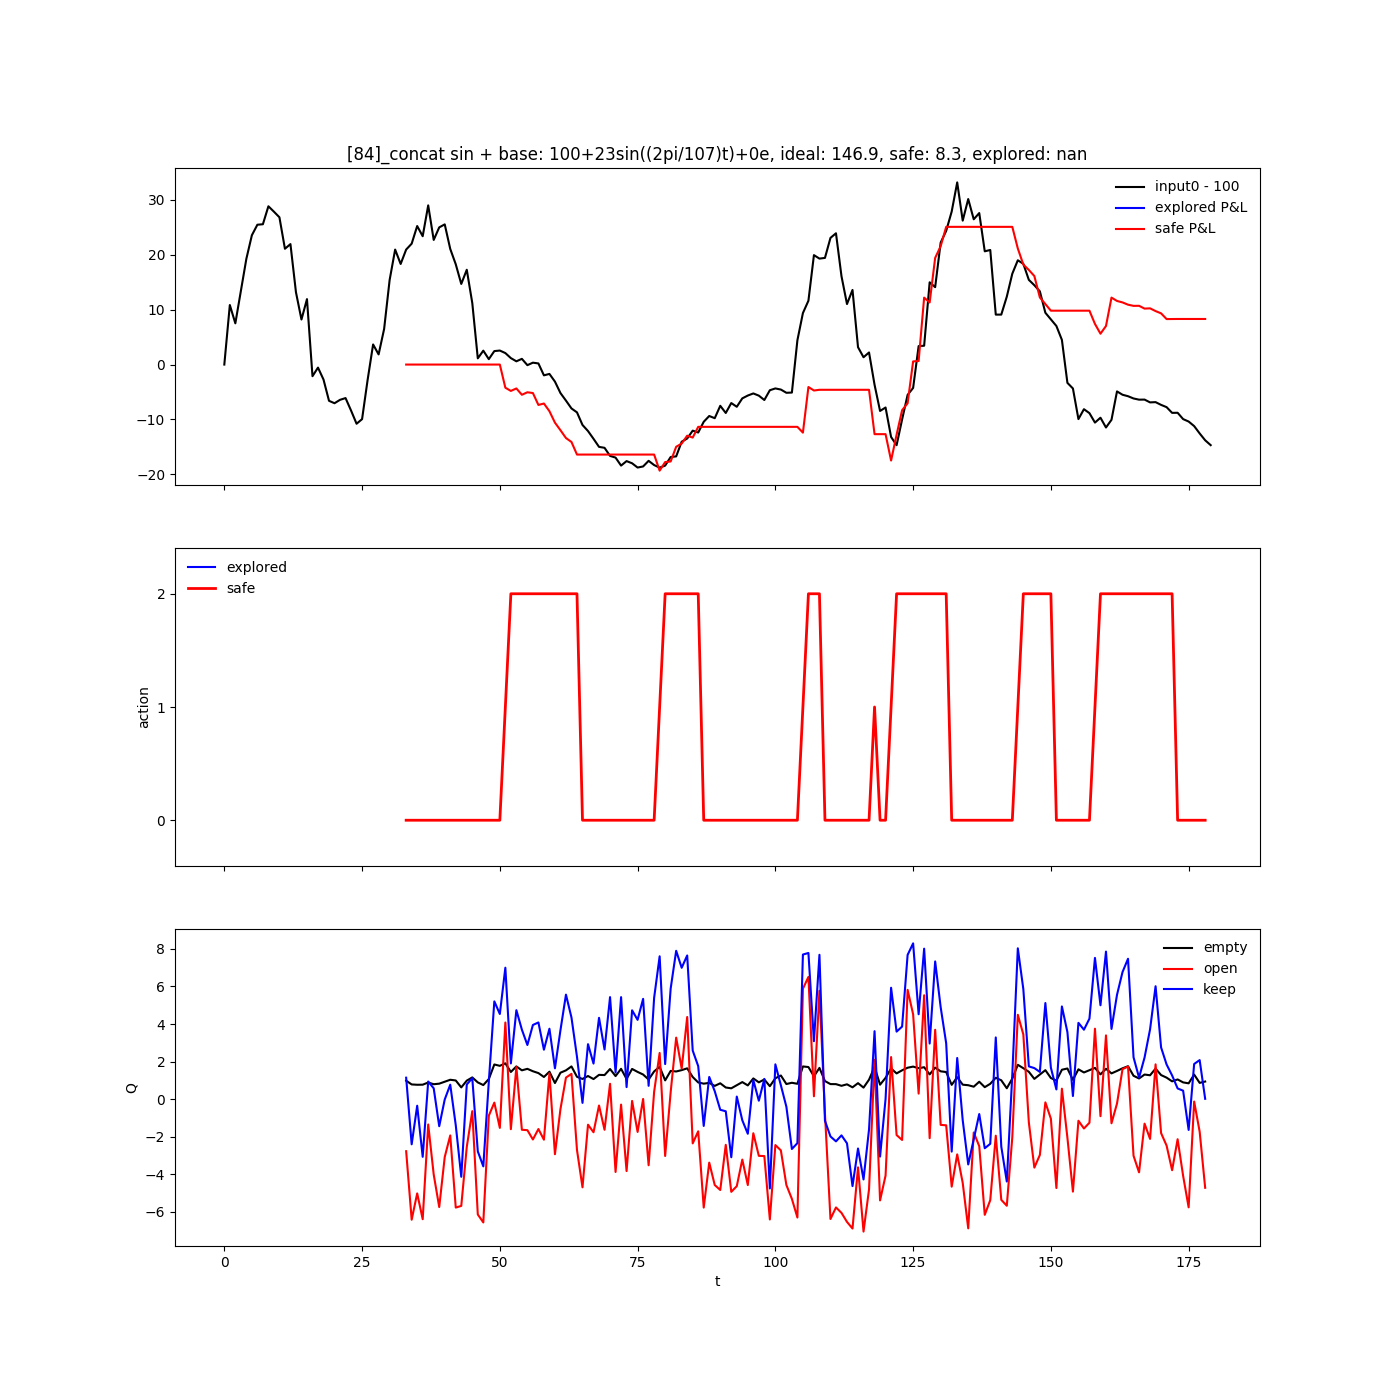 [84]_concat sin + base: 100+23sin((2pi/107)t)+0e, ideal: 146.9, safe: 8.3, explored: nan
30
20
10
0
−10
−20
input0 - 100
explored P&L
safe P&L
action
2
1
0
explored
safe
Q
8
6
4
2
0
−2
−4
−6
empty
open
keep
0 25 50 75 100 125 150 175
t